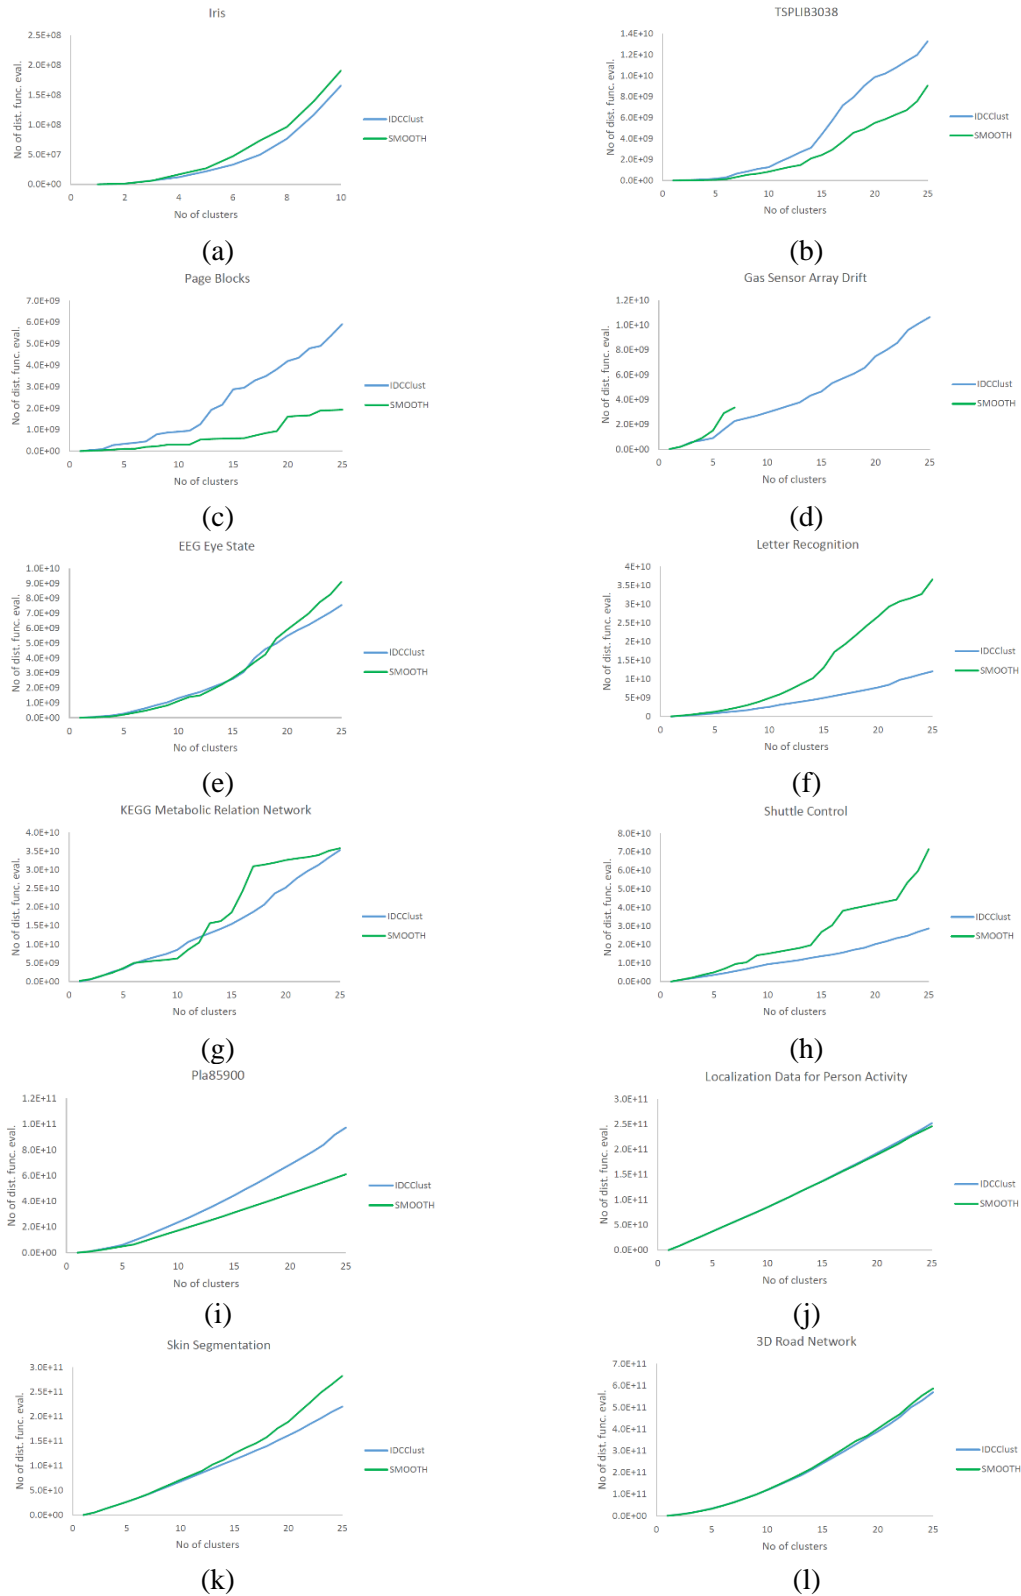 Iris
No of dist. func. eval.
2.5E+08
2.0E+08
1.5E+08
1.0E+08
5.0E+07
0.0E+00
0 2 4 6 8 10
No of clusters
IDCClust
SMOOTH
(a)
TSPLIB3038
No of dist. func. eval.
1.4E+10
1.2E+10
1.0E+10
8.0E+09
6.0E+09
4.0E+09
2.0E+09
0.0E+00
0 5 10 15 20 25
No of clusters
IDCClust
SMOOTH
(b)
Page Blocks
No of dist. func. eval.
7.0E+09
6.0E+09
5.0E+09
4.0E+09
3.0E+09
2.0E+09
1.0E+09
0.0E+00
0 5 10 15 20 25
No of clusters
IDCClust
SMOOTH
(c)
Gas Sensor Array Drift
No of dist. func. eval.
1.2E+10
1.0E+10
8.0E+09
6.0E+09
4.0E+09
2.0E+09
0.0E+00
0 5 10 15 20 25
No of clusters
IDCClust
SMOOTH
(d)
EEG Eye State
No of dist. func. eval.
1.0E+10
9.0E+09
8.0E+09
7.0E+09
6.0E+09
5.0E+09
4.0E+09
3.0E+09
2.0E+09
1.0E+09
0.0E+00
0 5 10 15 20 25
No of clusters
IDCClust
SMOOTH
(e)
Letter Recognition
No of dist. func. eval.
4E+10
3.5E+10
3E+10
2.5E+10
2E+10
1.5E+10
1E+10
5E+09
0
0 5 10 15 20 25
No of clusters
IDCClust
SMOOTH
(f)
KEGG Metabolic Relation Network
No of dist. func. eval.
4.0E+10
3.5E+10
3.0E+10
2.5E+10
2.0E+10
1.5E+10
1.0E+10
5.0E+09
0.0E+00
0 5 10 15 20 25
No of clusters
IDCClust
SMOOTH
(g)
Shuttle Control
No of dist. func. eval.
8.0E+10
7.0E+10
6.0E+10
5.0E+10
4.0E+10
3.0E+10
2.0E+10
1.0E+10
0.0E+00
0 5 10 15 20 25
No of clusters
IDCClust
SMOOTH
(h)
Pla85900
No of dist. func. eval.
1.2E+11
1.0E+11
8.0E+10
6.0E+10
4.0E+10
2.0E+10
0.0E+00
0 5 10 15 20 25
No of clusters
IDCClust
SMOOTH
(i)
Localization Data for Person Activity
No of dist. func. eval.
3.0E+11
2.5E+11
2.0E+11
1.5E+11
1.0E+11
5.0E+10
0.0E+00
0 5 10 15 20 25
No of clusters
IDCClust
SMOOTH
(j)
Skin Segmentation
No of dist. func. eval.
3.0E+11
2.5E+11
2.0E+11
1.5E+11
1.0E+11
5.0E+10
0.0E+00
0 5 10 15 20 25
No of clusters
IDCClust
SMOOTH
(k)
3D Road Network
No of dist. func. eval.
7.0E+11
6.0E+11
5.0E+11
4.0E+11
3.0E+11
2.0E+11
1.0E+11
0.0E+00
0 5 10 15 20 25
No of clusters
IDCClust
SMOOTH
(l)